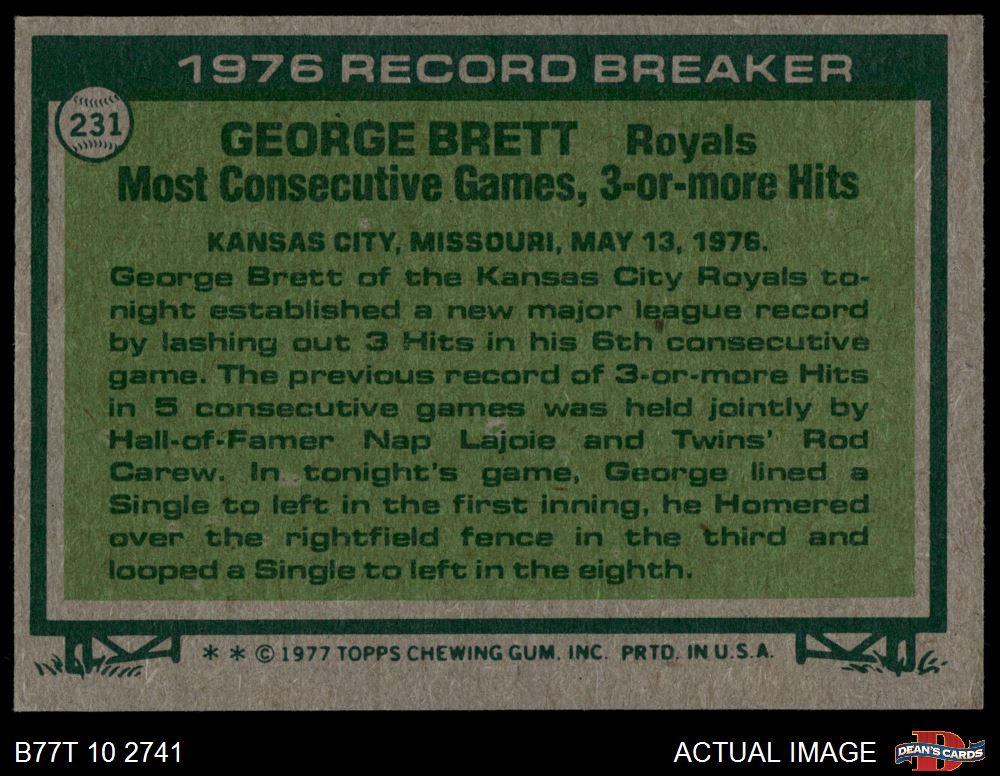 1976 RECORD BREAKER
231
GEORGE BRETT Royals
Most Consecutive Games, 3-or-more Hits
KANSAS CITY, MISSOURI, MAY 13, 1976.
George Brett of the Kansas City Royals to-
night established a new major league record
by lashing out 3 Hits in his 6th consecutive
game. The previous record of 3-or-more Hits
in 5 consecutive games was held jointly by
Hall-of-Famer Nap Lajoie and Twins' Rod
Carew. In tonight's game, George lined a
Single to left in the first inning, he Homered
over the rightfield fence in the third and
looped a Single to left in the eighth.
* * © 1977 TOPPS CHEWING GUM, INC. PRTD. IN U.S.A.
B77T 10 2741
ACTUAL IMAGE
D
DEAN'S CARDS